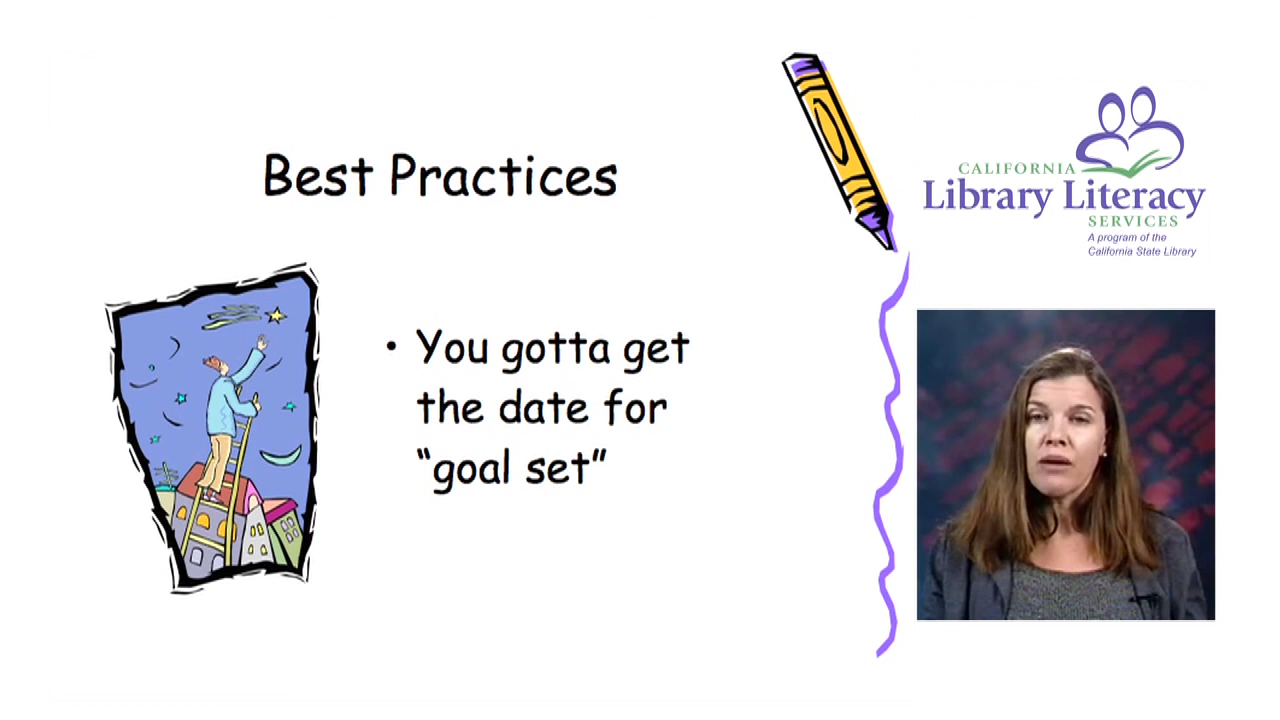 Best Practices
• You gotta get
the date for
“goal set”
CALIFORNIA
Library Literacy
SERVICES
A program of the
California State Library